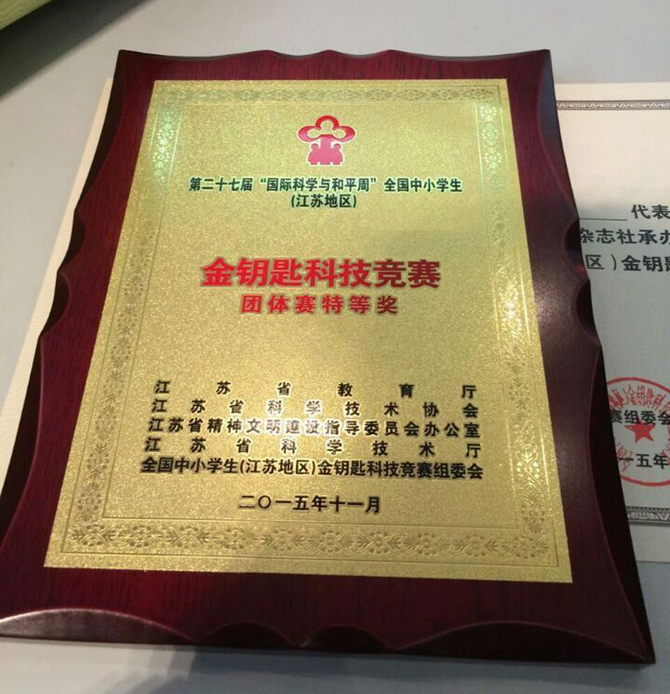 第二十七届“国际科学与和平周”全国中小学生
(江苏地区)
金钥匙科技竞赛
团体赛特等奖
江苏省教育厅
江苏省科学技术协会
江苏省精神文明建设指导委员会办公室
江苏省科学技术厅
全国中小学生(江苏地区)金钥匙科技竞赛组委会
二〇一五年十一月
代表
杂志社承办
区）金钥匙
赛组委会
十五年